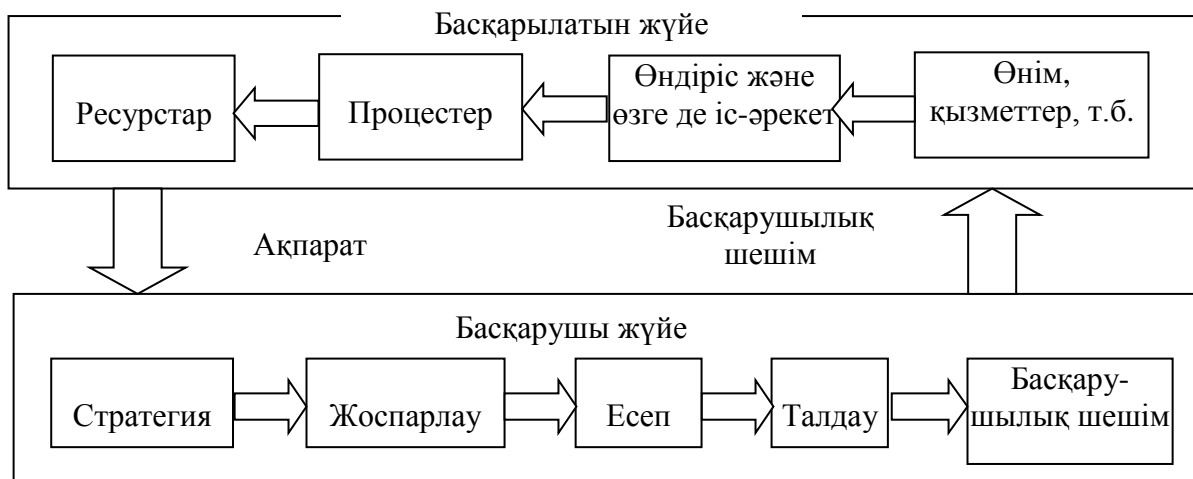 Басқарылатын жүйе
Ресурстар
Процестер
Өндіріс және
өзге де іс-әрекет
Өнім,
қызметтер, т.б.
Ақпарат
Басқарушылық
шешім
Басқарушы жүйе
Стратегия
Жоспарлау
Есеп
Талдау
Басқару-
шылық шешім